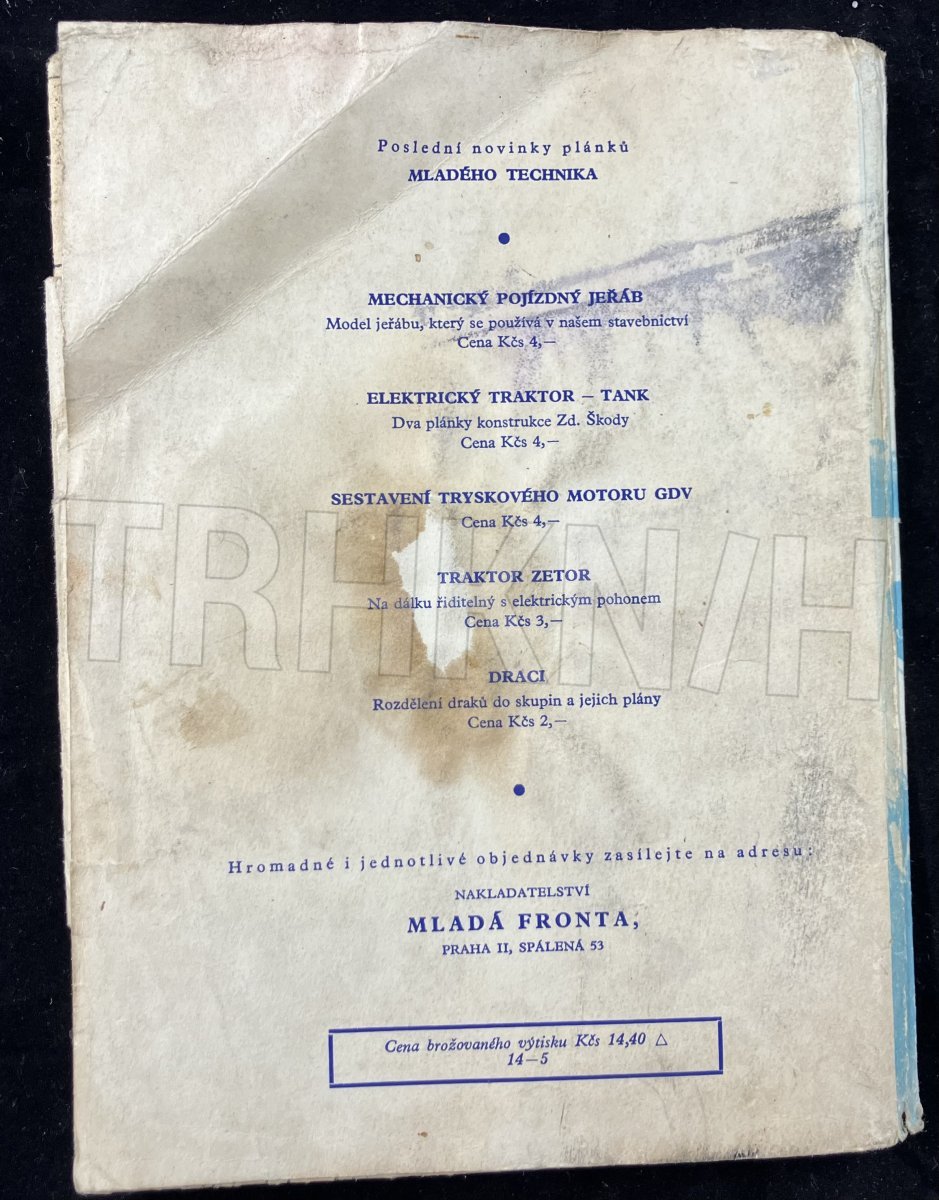 Poslední novinky plánků
MLADÉHO TECHNIKA
MECHANICKÝ POJÍZDNÝ JEŘÁB
Model jeřábu, který se používá v našem stavebnictví
Cena Kčs 4,—
ELEKTRICKÝ TRAKTOR — TANK
Dva plánky konstrukce Zd. Škody
Cena Kčs 4,—
SESTAVENÍ TRYSKOVÉHO MOTORU GDV
Cena Kčs 4,—
TRAKTOR ZETOR
Na dálku řiditelný s elektrickým pohonem
Cena Kčs 3,—
DRACI
Rozdělení draků do skupin a jejich plány
Cena Kčs 2,—
Hromadné i jednotlivé objednávky zasílejte na adresu:
NAKLADATELSTVÍ
MLADÁ FRONTA,
PRAHA II, SPÁLENÁ 53
Cena brožovaného výtisku Kčs 14,40 △
14—5
TRHKNIH